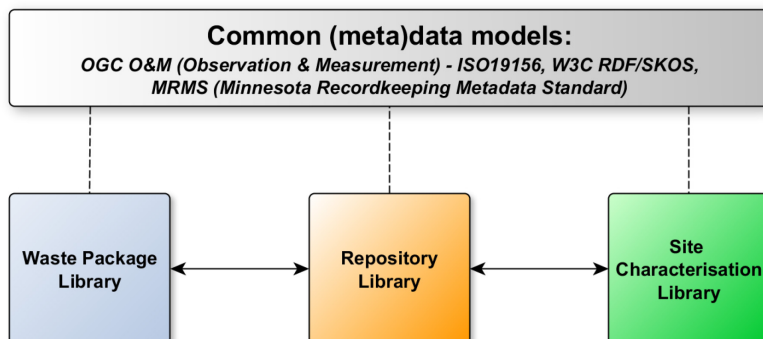 Common (meta)data models:
OGC O&M (Observation & Measurement) - ISO19156, W3C RDF/SKOS,
MRMS (Minnesota Recordkeeping Metadata Standard)
Waste Package
Library
Repository
Library
Site
Characterisation
Library